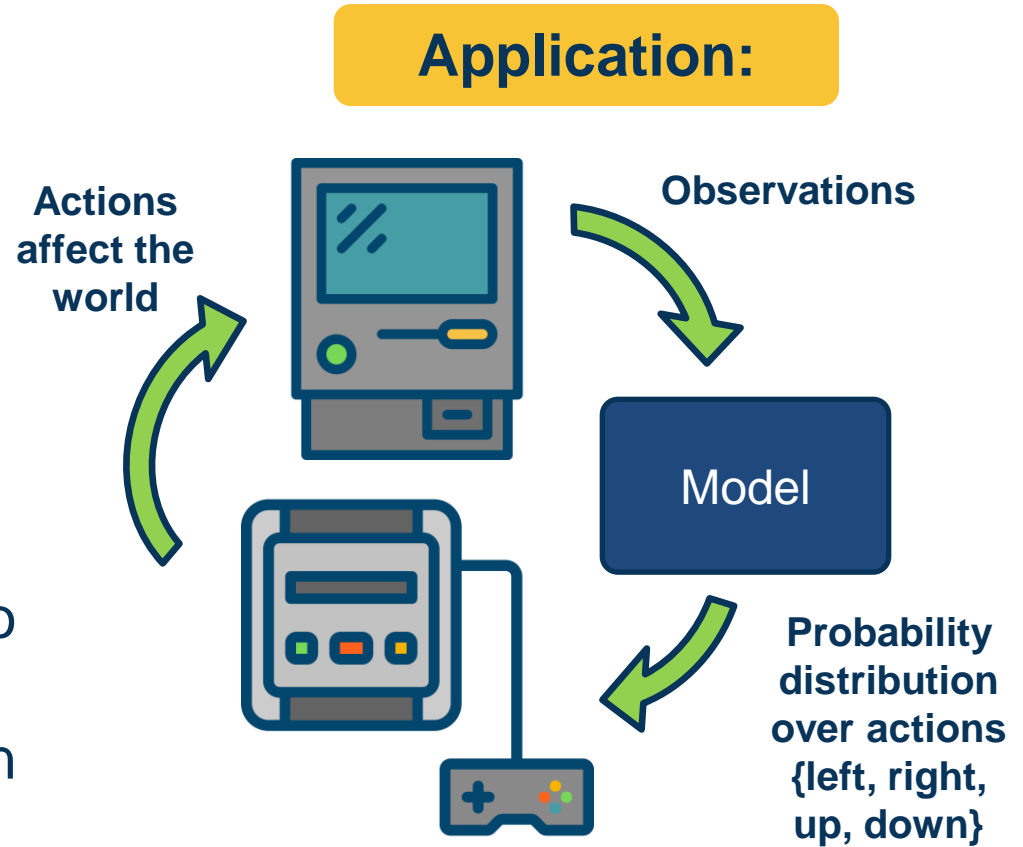 Application:
Actions
affect the
world
Observations
Model
Probability
distribution
over actions
{left, right,
up, down}